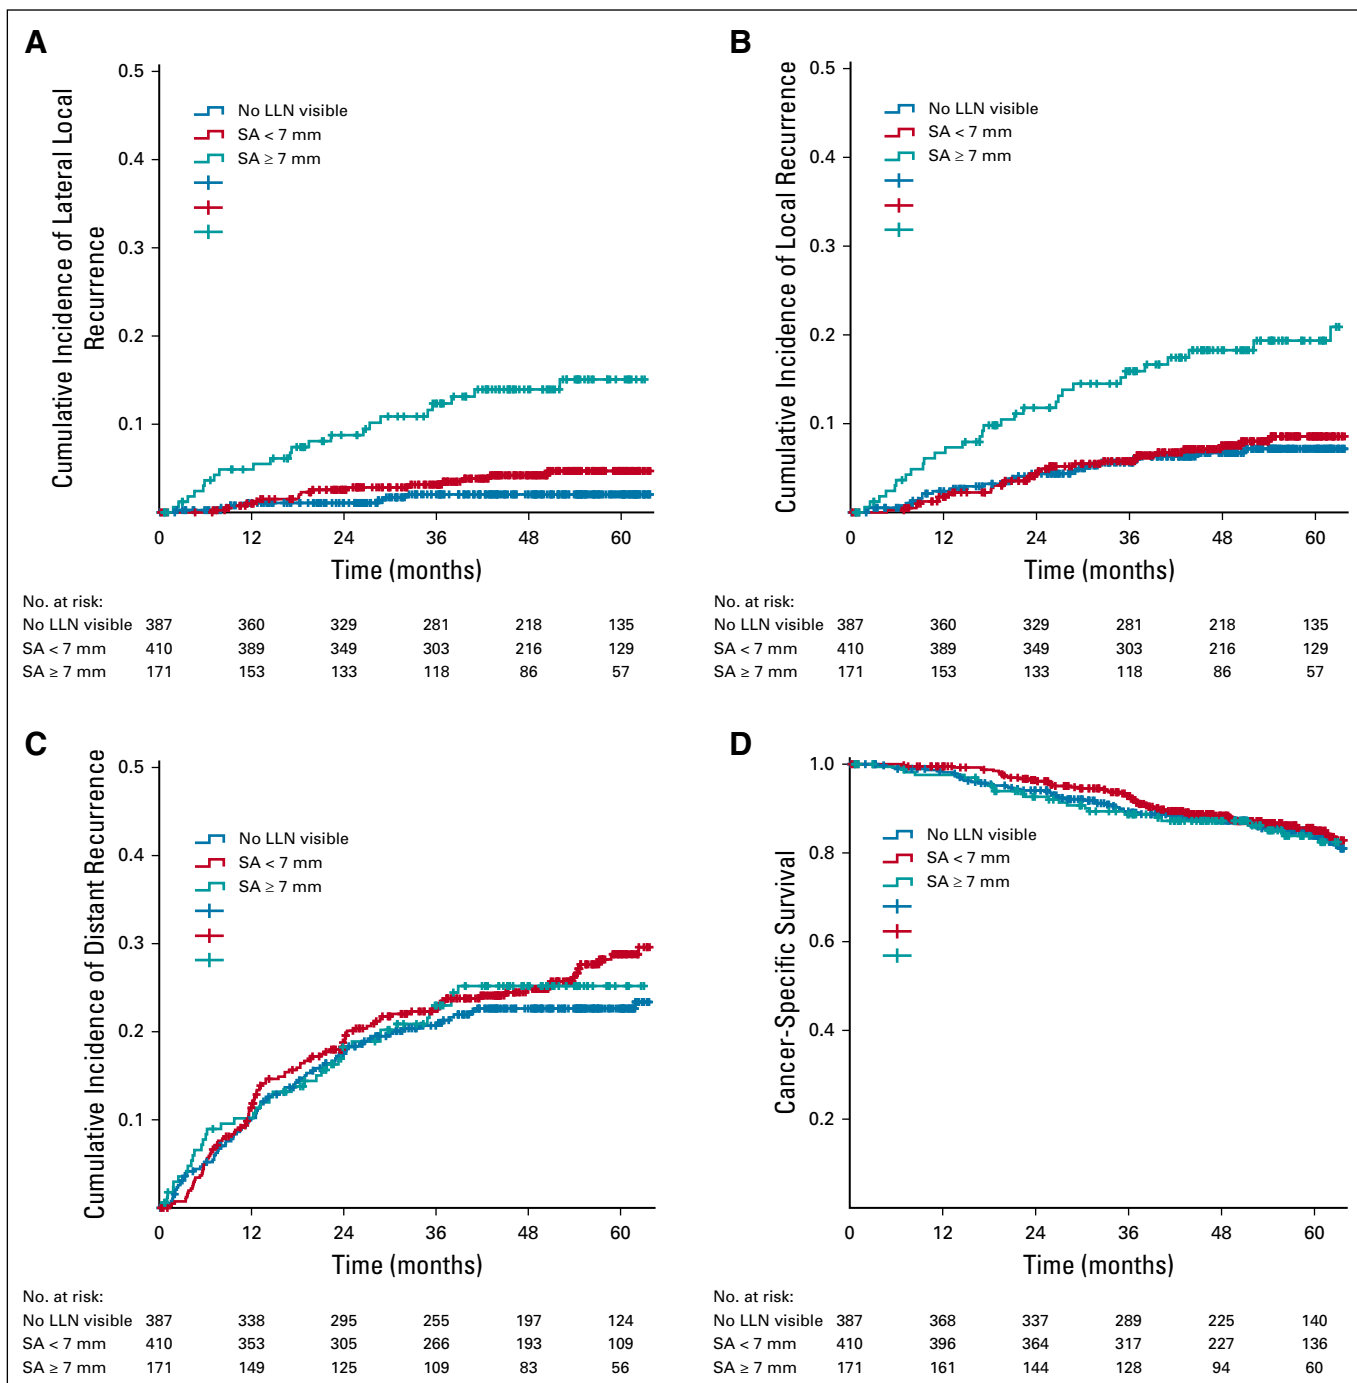 A
Cumulative Incidence of Lateral Local
Recurrence
0.5
0.4
0.3
0.2
0.1
No LLN visible
SA < 7 mm
SA ≥ 7 mm
0 12 24 36 48 60
Time (months)
No. at risk:
No LLN visible 387 360 329 281 218 135
SA < 7 mm 410 389 349 303 216 129
SA ≥ 7 mm 171 153 133 118 86 57
B
Cumulative Incidence of Local Recurrence
0.5
0.4
0.3
0.2
0.1
No LLN visible
SA < 7 mm
SA ≥ 7 mm
0 12 24 36 48 60
Time (months)
No. at risk:
No LLN visible 387 360 329 281 218 135
SA < 7 mm 410 389 349 303 216 129
SA ≥ 7 mm 171 153 133 118 86 57
C
Cumulative Incidence of Distant Recurrence
0.5
0.4
0.3
0.2
0.1
No LLN visible
SA < 7 mm
SA ≥ 7 mm
0 12 24 36 48 60
Time (months)
No. at risk:
No LLN visible 387 338 295 255 197 124
SA < 7 mm 410 353 305 266 193 109
SA ≥ 7 mm 171 149 125 109 83 56
D
Cancer-Specific Survival
1.0
0.8
0.6
0.4
0.2
No LLN visible
SA < 7 mm
SA ≥ 7 mm
0 12 24 36 48 60
Time (months)
No. at risk:
No LLN visible 387 368 337 289 225 140
SA < 7 mm 410 396 364 317 227 136
SA ≥ 7 mm 171 161 144 128 94 60